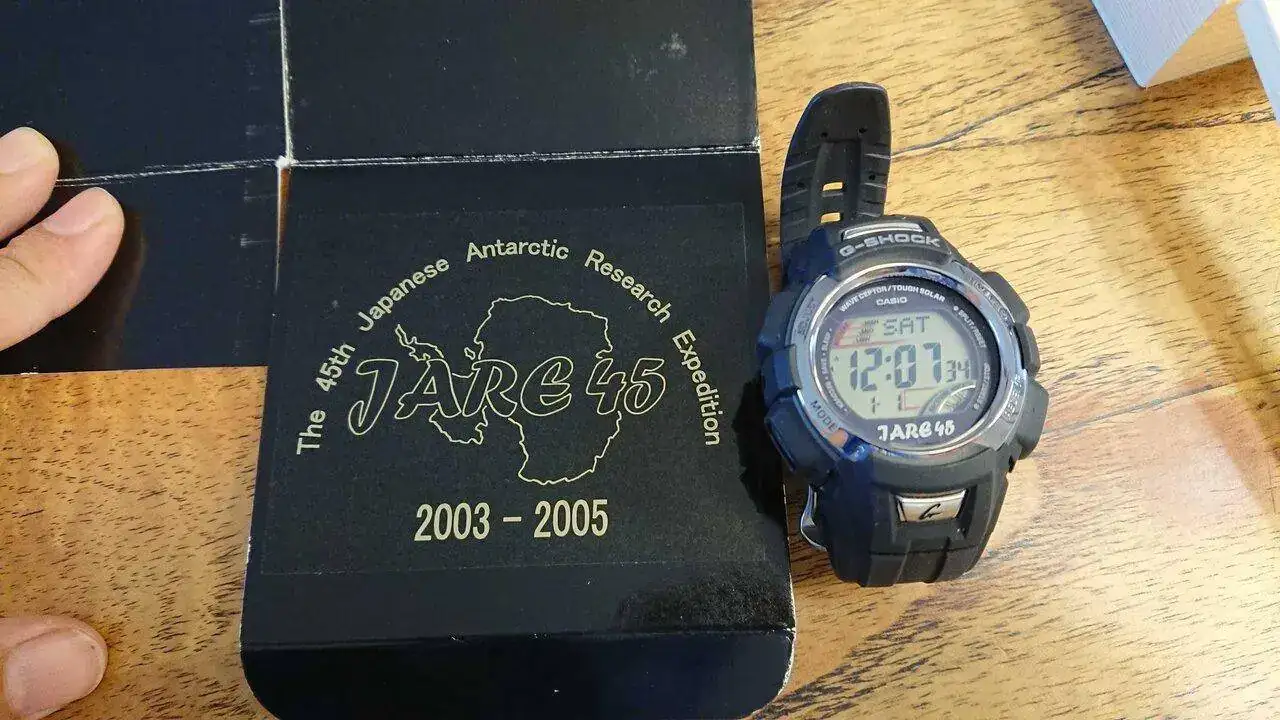 The 45th Japanese Antarctic Research Expedition
JARE 45
2003 – 2005
G-SHOCK
WAVE CEPTOR/TOUGH SOLAR
CASIO
SAT
12:07 34
MODE
JARE 45